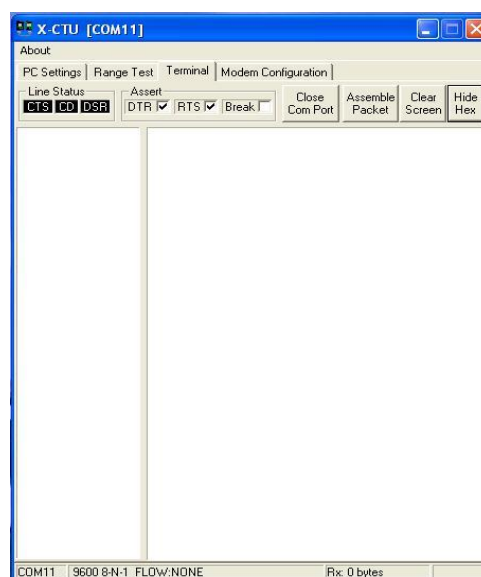 X-CTU [COM11]
About
PC Settings Range Test Terminal Modem Configuration
Line Status Assert
CTS CD DSR DTR RTS Break
Close Com Port Assemble Packet Clear Screen Hide Hex
COM11 9600 8-N-1 FLOW:NONE Rx: 0 bytes